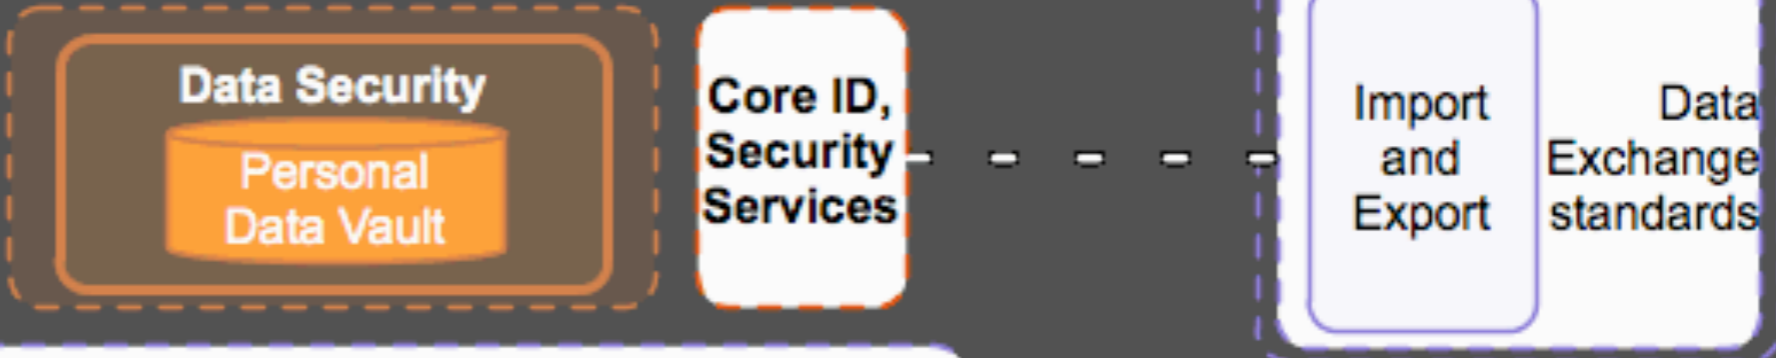 Data Security
Personal
Data Vault
Core ID,
Security
Services
Import
and
Export
Data
Exchange
standards